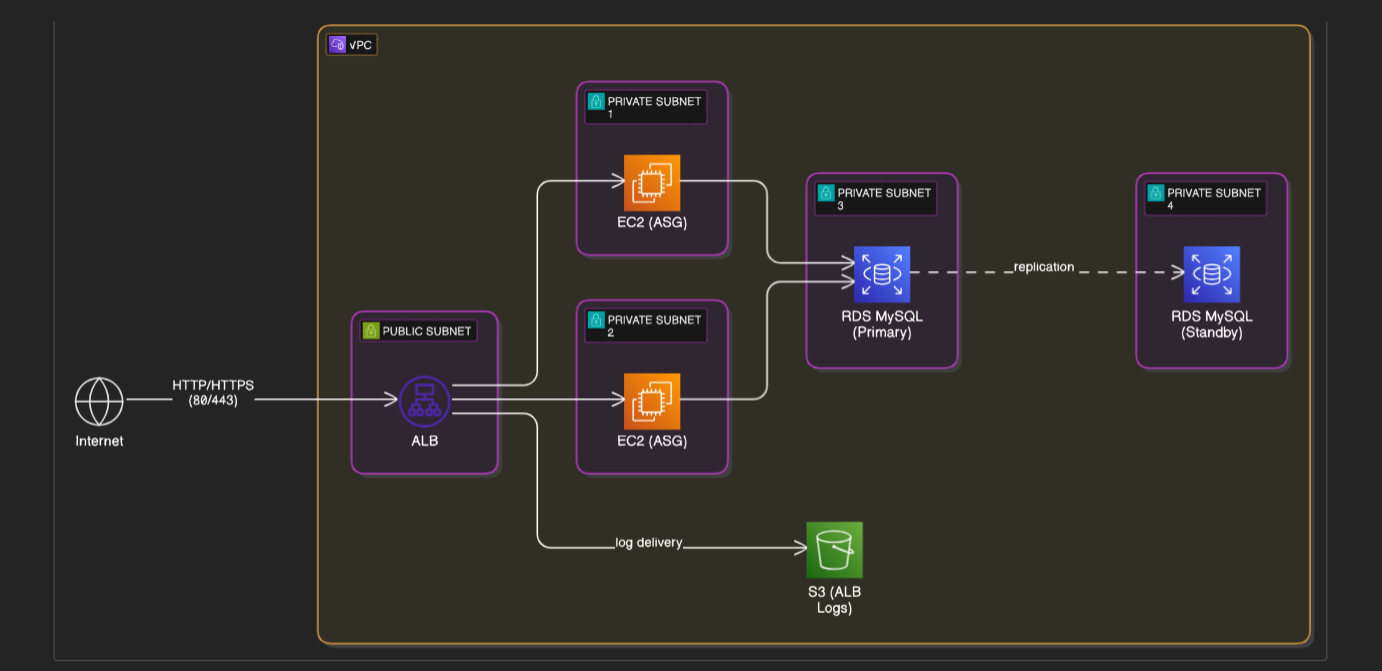 VPC
PRIVATE SUBNET
1
EC2 (ASG)
PRIVATE SUBNET
3
RDS MySQL
(Primary)
replication
PRIVATE SUBNET
4
RDS MySQL
(Standby)
PUBLIC SUBNET
ALB
PRIVATE SUBNET
2
EC2 (ASG)
HTTP/HTTPS
(80/443)
Internet
log delivery
S3 (ALB
Logs)